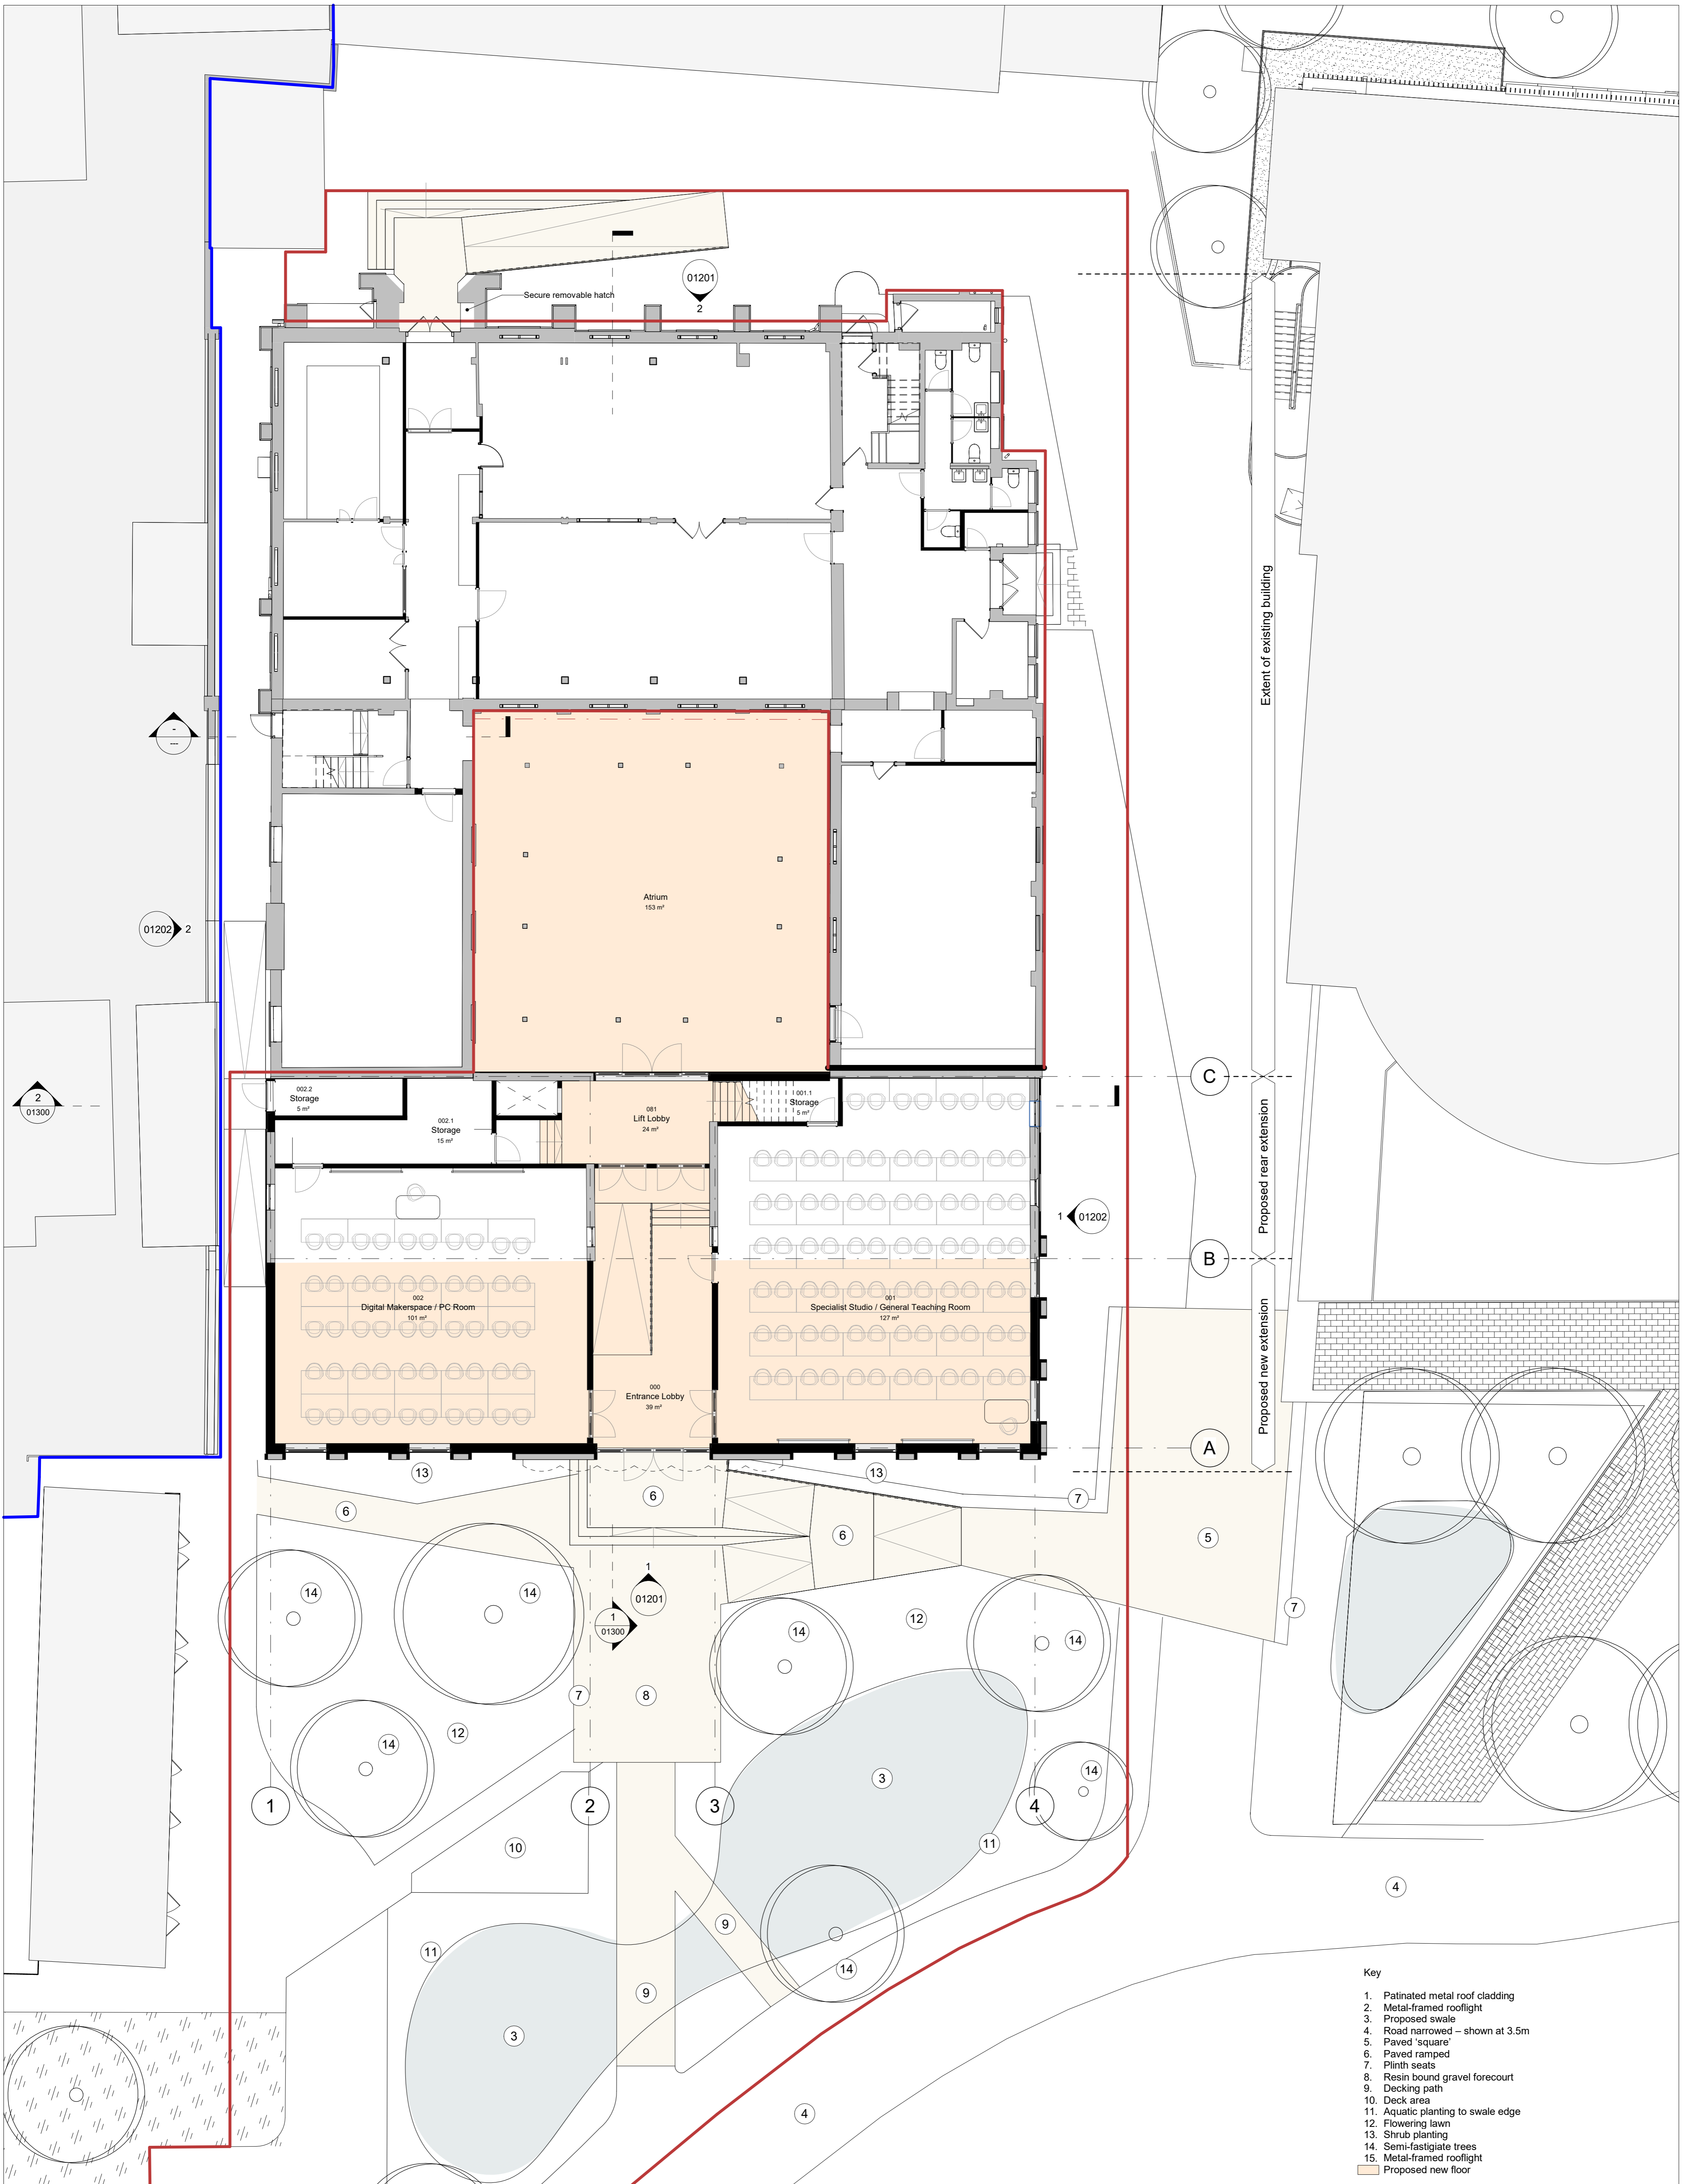 Secure removable hatch
01201
2
Extent of existing building
-
---
01202
2
Atrium
153 m²
C
2
01300
002.2
Storage
5 m²
002.1
Storage
15 m²
081
Lift Lobby
24 m²
001.1
Storage
5 m²
Proposed rear extension
1
01202
B
002
Digital Makerspace / PC Room
101 m²
001
Specialist Studio / General Teaching Room
127 m²
Proposed new extension
000
Entrance Lobby
39 m²
A
13
13
6
6
7
6
5
1
01201
14
14
1
01300
14
12
14
7
7
8
12
14
3
14
1
2
3
4
10
11
4
9
11
14
9
3
4
Key
1. Patinated metal roof cladding
2. Metal-framed rooflight
3. Proposed swale
4. Road narrowed – shown at 3.5m
5. Paved ‘square’
6. Paved ramped
7. Plinth seats
8. Resin bound gravel forecourt
9. Decking path
10. Deck area
11. Aquatic planting to swale edge
12. Flowering lawn
13. Shrub planting
14. Semi-fastigiate trees
15. Metal-framed rooflight
Proposed new floor